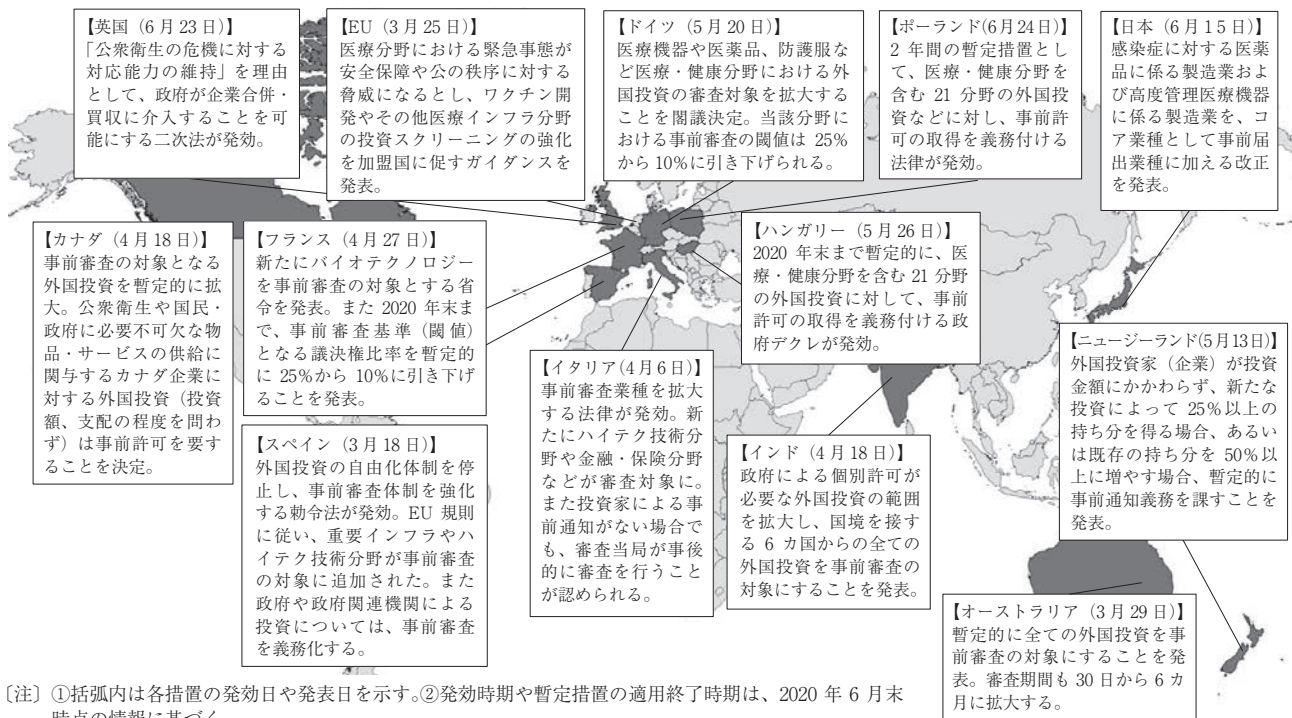 【英国（6月23日）】
「公衆衛生の危機に対する
対応能力の維持」を理由
として、政府が企業合併・
買収に介入することを可
能にする二次法が発効。
【EU（3月25日）】
医療分野における緊急事態が
安全保障や公の秩序に対する
脅威になるとし、ワクチン開
発やその他医療インフラ分野
の投資スクリーニングの強化
を加盟国に促すガイダンスを
発表。
【ドイツ（5月20日）】
医療機器や医薬品、防護服な
ど医療・健康分野における外
国投資の審査対象を拡大する
ことを閣議決定。当該分野に
おける事前審査の閾値は25%
から10%に引き下げられる。
【ポーランド(6月24日)】
2年間の暫定措置とし
て、医療・健康分野を
含む21分野の外国投
資などに対し、事前許
可の取得を義務付ける
法律が発効。
【日本（6月15日）】
感染症に対する医薬
品に係る製造業およ
び高度管理医療機器
に係る製造業を、コ
ア業種として事前届
出業種に加える改正
を発表。
【カナダ（4月18日）】
事前審査の対象となる
外国投資を暫定的に拡
大。公衆衛生や国民・
政府に必要不可欠な物
品・サービスの供給に
関与するカナダ企業に
対する外国投資（投資
額、支配の程度を問わ
ず）は事前許可を要す
ることを決定。
【フランス（4月27日）】
新たにバイオテクノロジー
を事前審査の対象とする省
令を発表。また2020年末ま
で、事前審査基準（閾値）
となる議決権比率を暫定的
に25%から10%に引き下げ
ることを発表。
【スペイン（3月18日）】
外国投資の自由化体制を停
止し、事前審査体制を強化
する勅令法が発効。EU規則
に従い、重要インフラやハ
イテク技術分野が事前審査
の対象に追加された。また
政府や政府関連機関による
投資については、事前審査
を義務化する。
【イタリア(4月6日)】
事前審査業種を拡大
する法律が発効。新
たにハイテク技術分
野や金融・保険分野
などが審査対象に。
また投資家による事
前通知がない場合で
も、審査当局が事後
的に審査を行うこと
が認められる。
【ハンガリー（5月26日）】
2020年末まで暫定的に、医
療・健康分野を含む21分野
の外国投資に対して、事前
許可の取得を義務付ける政
府デクレが発効。
【インド（4月18日）】
政府による個別許可が
必要な外国投資の範囲
を拡大し、国境を接す
る6カ国からの全ての
外国投資を事前審査の
対象にすることを発表。
【ニュージーランド(5月13日)】
外国投資家（企業）が投資
金額にかかわらず、新たな
投資によって25%以上の
持ち分を得る場合、あるい
は既存の持ち分を50%以
上に増やす場合、暫定的に
事前通知義務を課すことを
発表。
【オーストラリア（3月29日）】
暫定的に全ての外国投資を事
前審査の対象にすることを発
表。審査期間も30日から6カ
月に拡大する。
〔注〕①括弧内は各措置の発効日や発表日を示す。②発効時期や暫定措置の適用終了時期は、2020年6月末
時点の情報に基づく